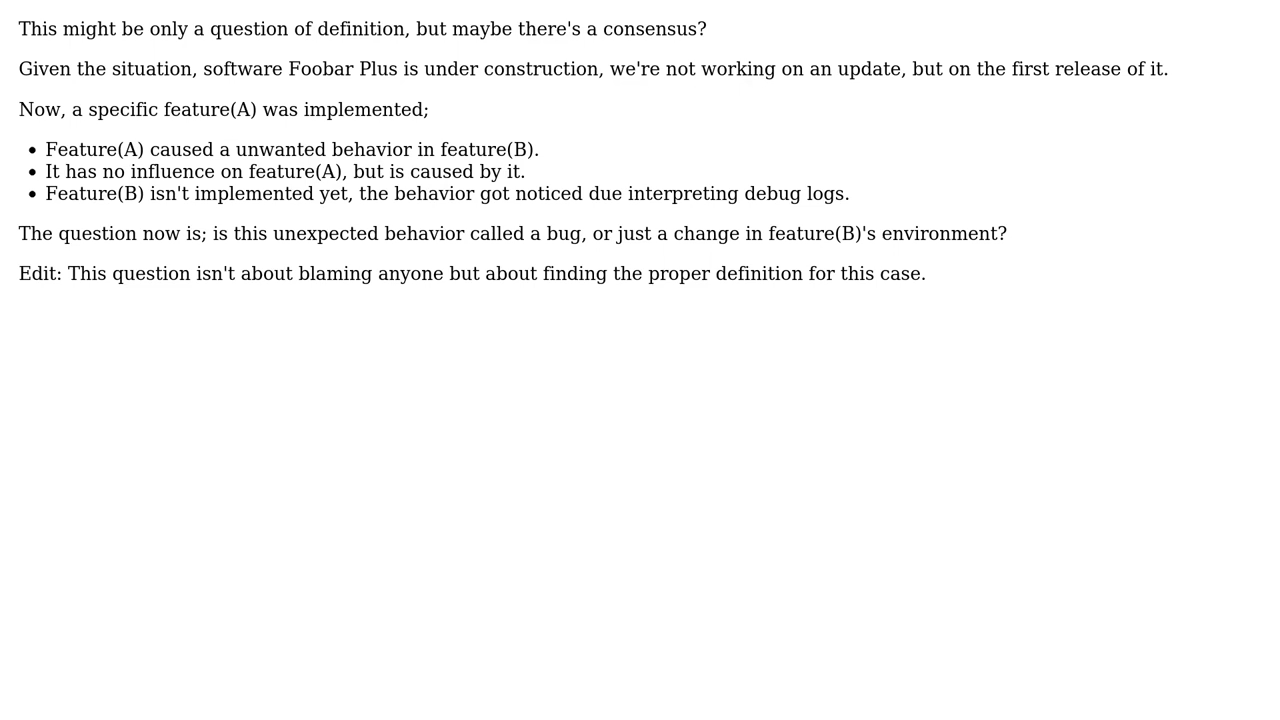 This might be only a question of definition, but maybe there's a consensus?
Given the situation, software Foobar Plus is under construction, we're not working on an update, but on the first release of it.
Now, a specific feature(A) was implemented;
• Feature(A) caused a unwanted behavior in feature(B).
• It has no influence on feature(A), but is caused by it.
• Feature(B) isn't implemented yet, the behavior got noticed due interpreting debug logs.
The question now is; is this unexpected behavior called a bug, or just a change in feature(B)'s environment?
Edit: This question isn't about blaming anyone but about finding the proper definition for this case.